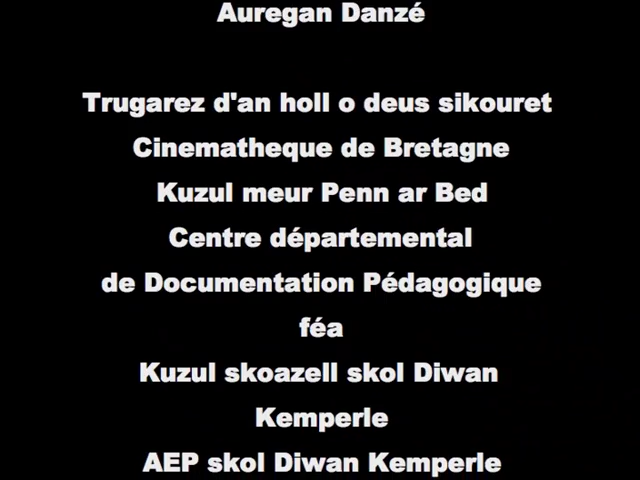 Auregan Danzé
Trugarez d'an holl o deus sikouret
Cinematheque de Bretagne
Kuzul meur Penn ar Bed
Centre départemental
de Documentation Pédagogique
féa
Kuzul skoazell skol Diwan
Kemperle
AEP skol Diwan Kemperle